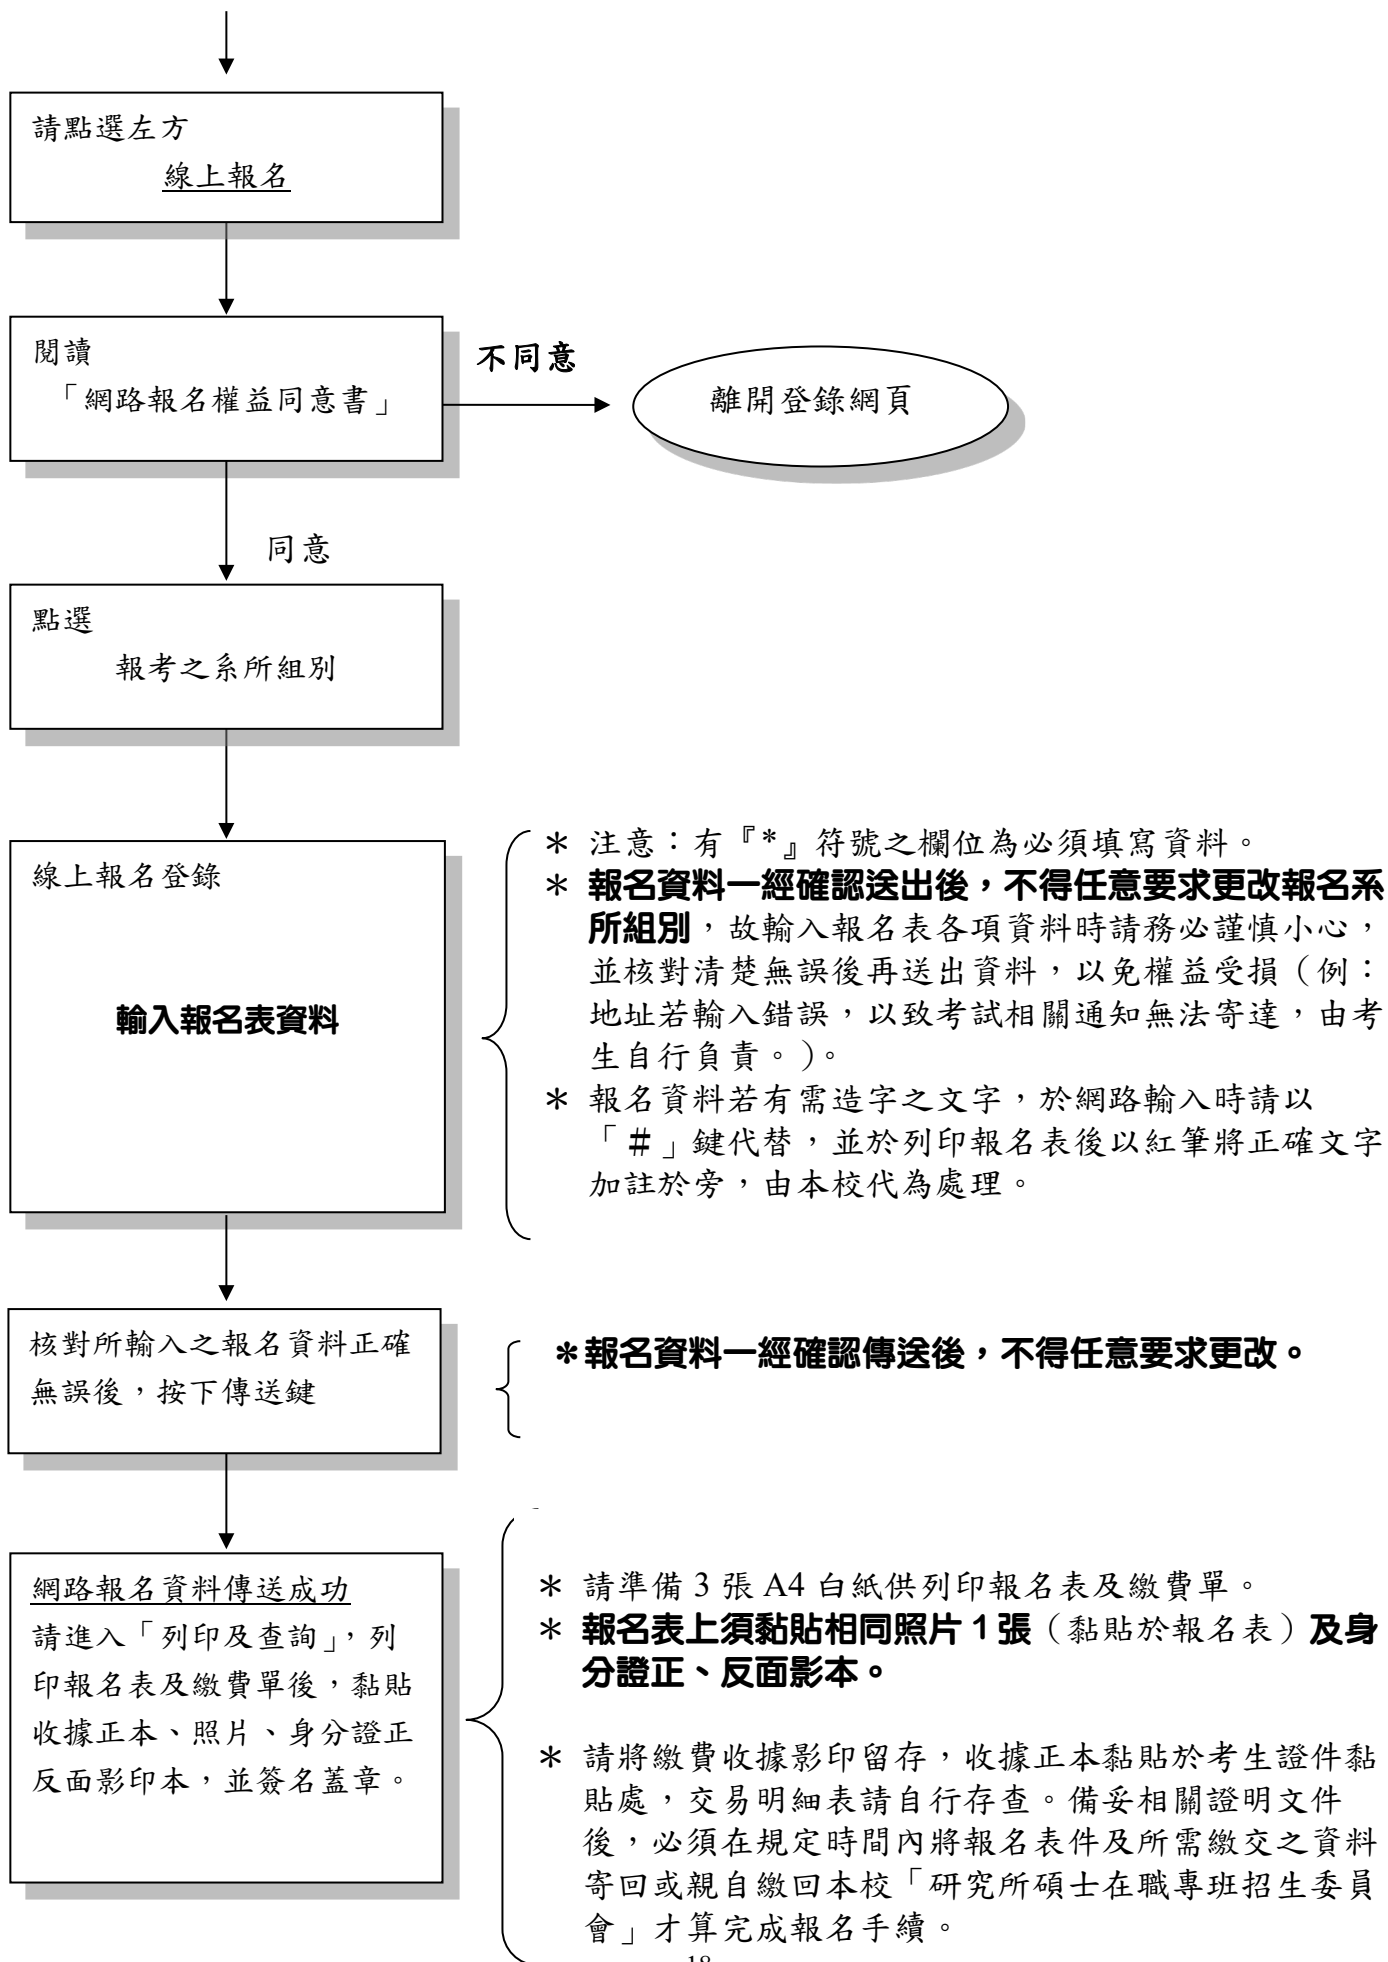 請點選左方
線上報名
閱讀
「網路報名權益同意書」
不同意
離開登錄網頁
同意
點選
報考之系所組別
線上報名登錄
輸入報名表資料
＊ 注意：有『*』符號之欄位為必須填寫資料。
＊ 報名資料一經確認送出後，不得任意要求更改報名系
所組別，故輸入報名表各項資料時請務必謹慎小心，
並核對清楚無誤後再送出資料，以免權益受損（例：
地址若輸入錯誤，以致考試相關通知無法寄達，由考
生自行負責。）。
＊ 報名資料若有需造字之文字，於網路輸入時請以
「＃」鍵代替，並於列印報名表後以紅筆將正確文字
加註於旁，由本校代為處理。
核對所輸入之報名資料正確
無誤後，按下傳送鍵
＊報名資料一經確認傳送後，不得任意要求更改。
網路報名資料傳送成功
請進入「列印及查詢」，列
印報名表及繳費單後，黏貼
收據正本、照片、身分證正
反面影印本，並簽名蓋章。
＊ 請準備 3 張 A4 白紙供列印報名表及繳費單。
＊ 報名表上須黏貼相同照片 1 張（黏貼於報名表）及身
分證正、反面影本。
＊ 請將繳費收據影印留存，收據正本黏貼於考生證件黏
貼處，交易明細表請自行存查。備妥相關證明文件
後，必須在規定時間內將報名表件及所需繳交之資料
寄回或親自繳回本校「研究所碩士在職專班招生委員
會」才算完成報名手續。